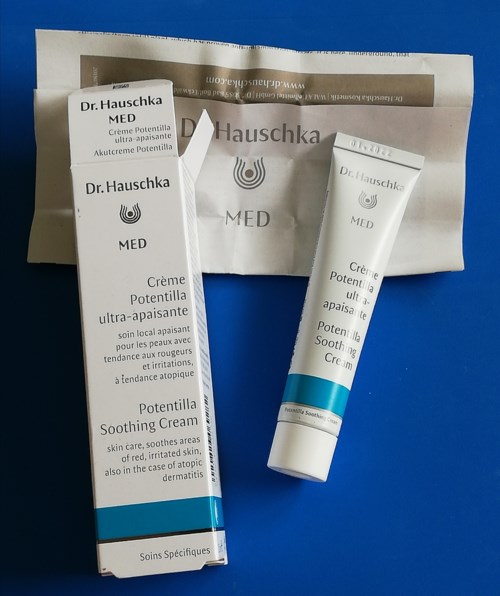 www.dr.hauschka.com
Dr. Hauschka
MED
Dr. Hauschka
MED
Crème Potentilla
ultra-apaisante
Akutcreme Potentilla
Dr. Hauschka
MED
Crème
Potentilla
ultra-apaisante
soin local apaisant
pour les peaux avec
tendance aux rougeurs
et irritations,
à tendance atopique
Potentilla
Soothing Cream
skin care, soothes areas
of red, irritated skin,
also in the case of atopic
dermatitis
Soins Spécifiques
Dr. Hauschka
MED
Crème
Potentilla
ultra-
apaisante
Potentilla
Soothing
Cream
Potentilla Soothing Cream